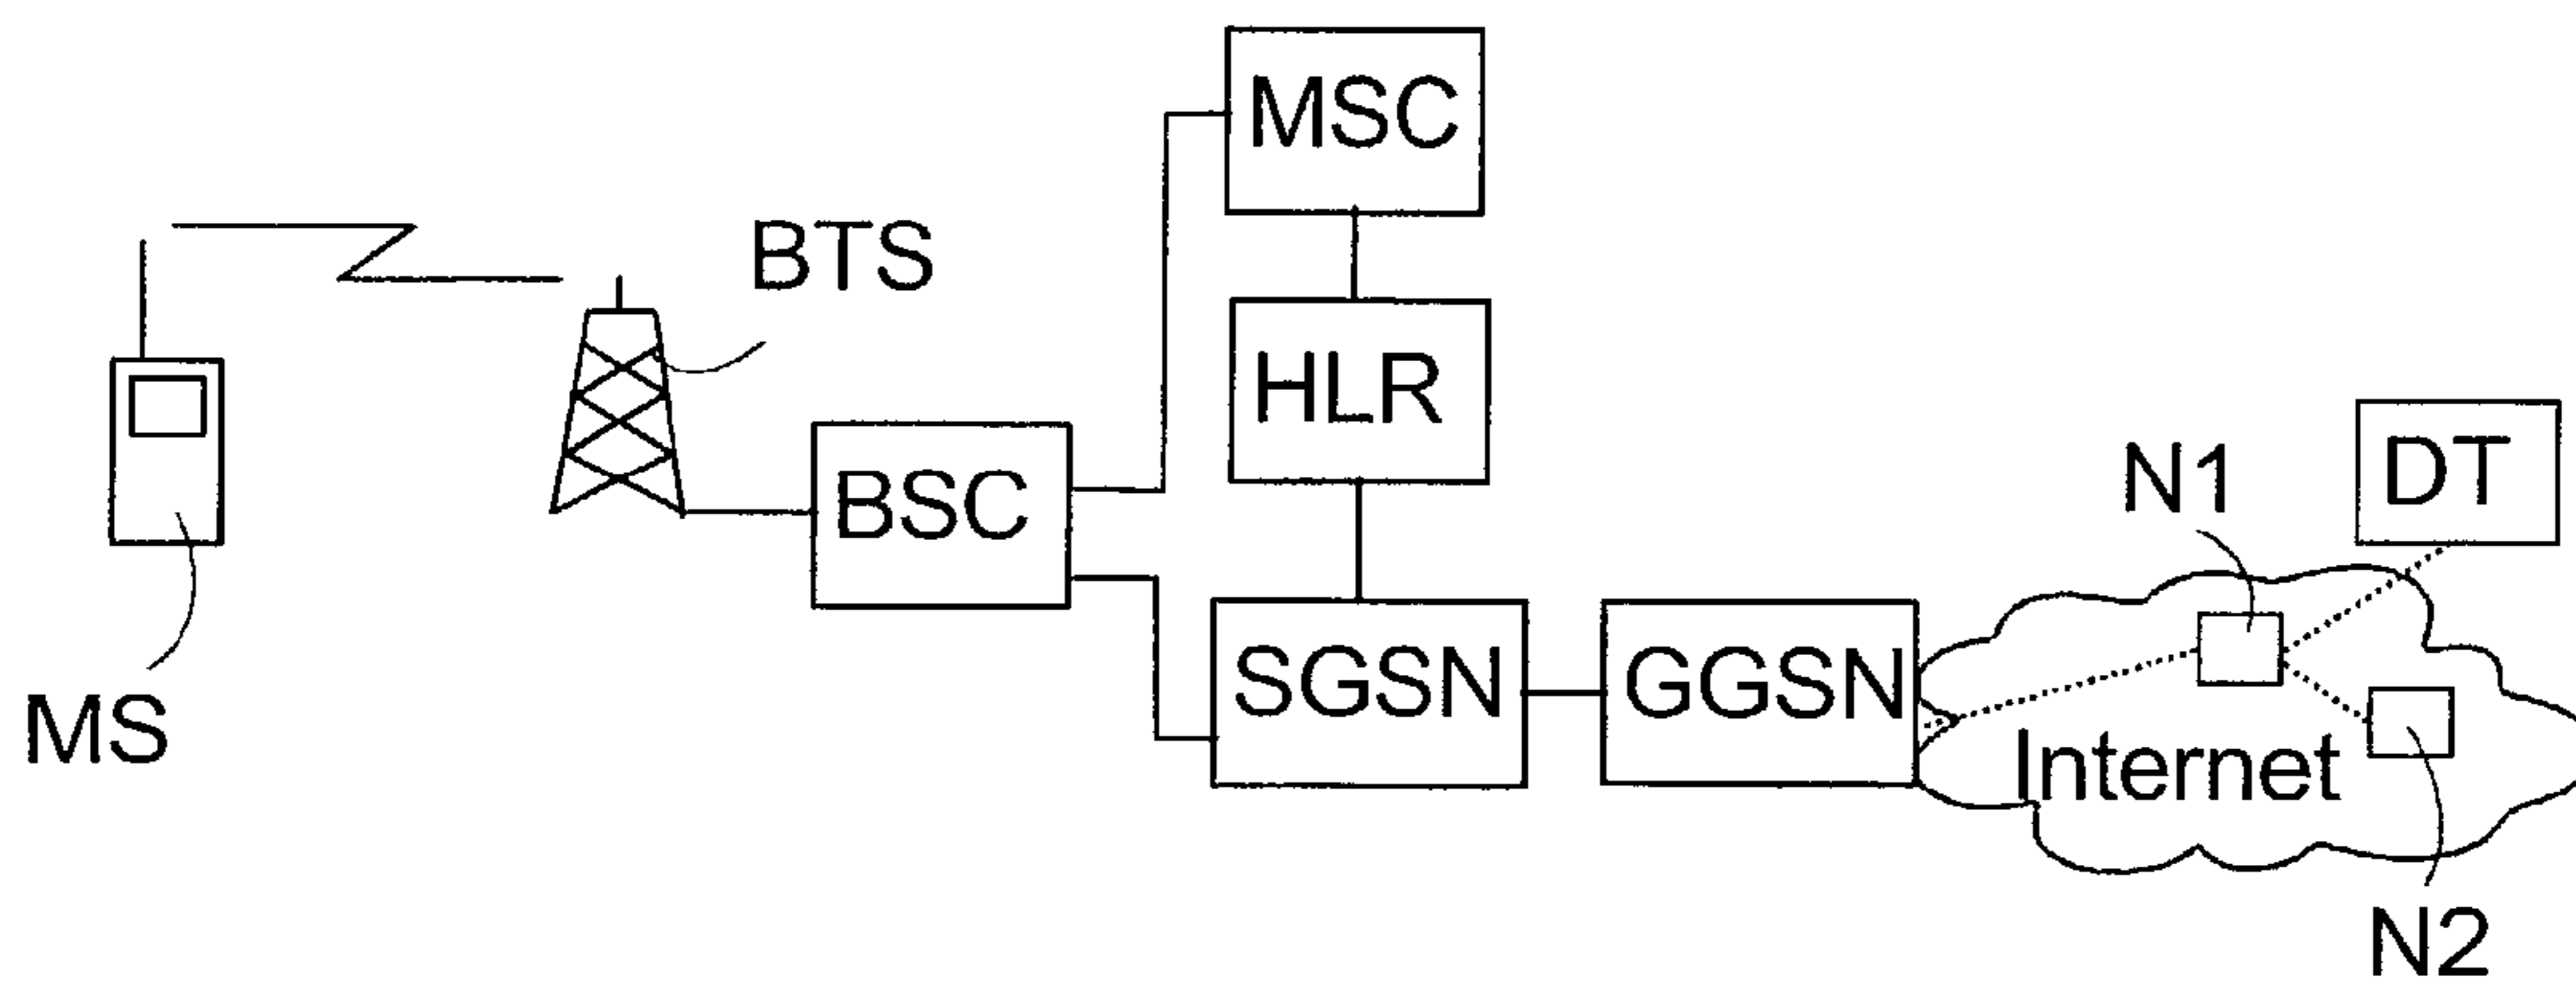 MSC
BTS
HLR
BSC
MS
SGSN
GGSN
N1
DT
Internet
N2